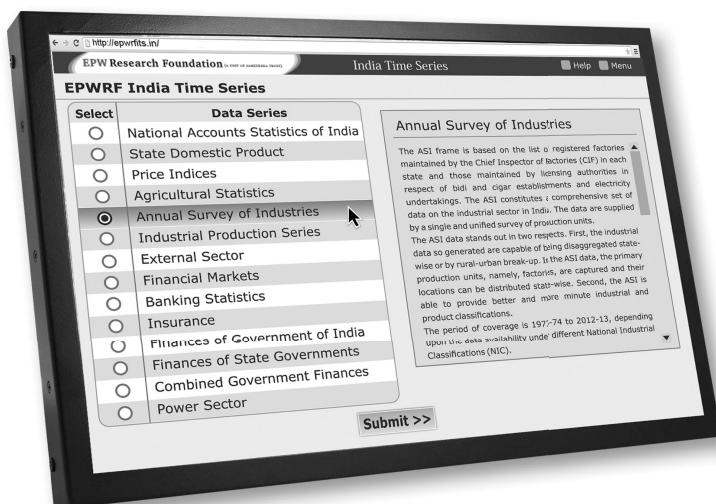 http://epwrfits.in/
EPW Research Foundation (A UNIT OF SAMEEKSHA TRUST)
India Time Series
Help Menu
EPWRF India Time Series
Select Data Series
National Accounts Statistics of India
State Domestic Product
Price Indices
Agricultural Statistics
Annual Survey of Industries
Industrial Production Series
External Sector
Financial Markets
Banking Statistics
Insurance
Finances of Government of India
Finances of State Governments
Combined Government Finances
Power Sector
Annual Survey of Industries
The ASI frame is based on the list o registered factories
maintained by the Chief Inspector of factories (CIF) in each
state and those maintained by licensing authorities in
respect of bidi and cigar establishments and electricity
undertakings. The ASI constitutes comprehensive set of
data on the industrial sector in India. The data are supplied
by a single and unified survey of production units.
The ASI data stands out in two respects. First, the industrial
data so generated are capable of being disaggregated state-
wise or by rural-urban break-up. In the ASI data, the primary
production units, namely, factories, are captured and their
locations can be distributed state-wise. Second, the ASI is
able to provide better and more minute industrial and
product classifications.
The period of coverage is to 2012-13, depending
upon the data availability under different National Industrial
Classifications (NIC).
Submit >>